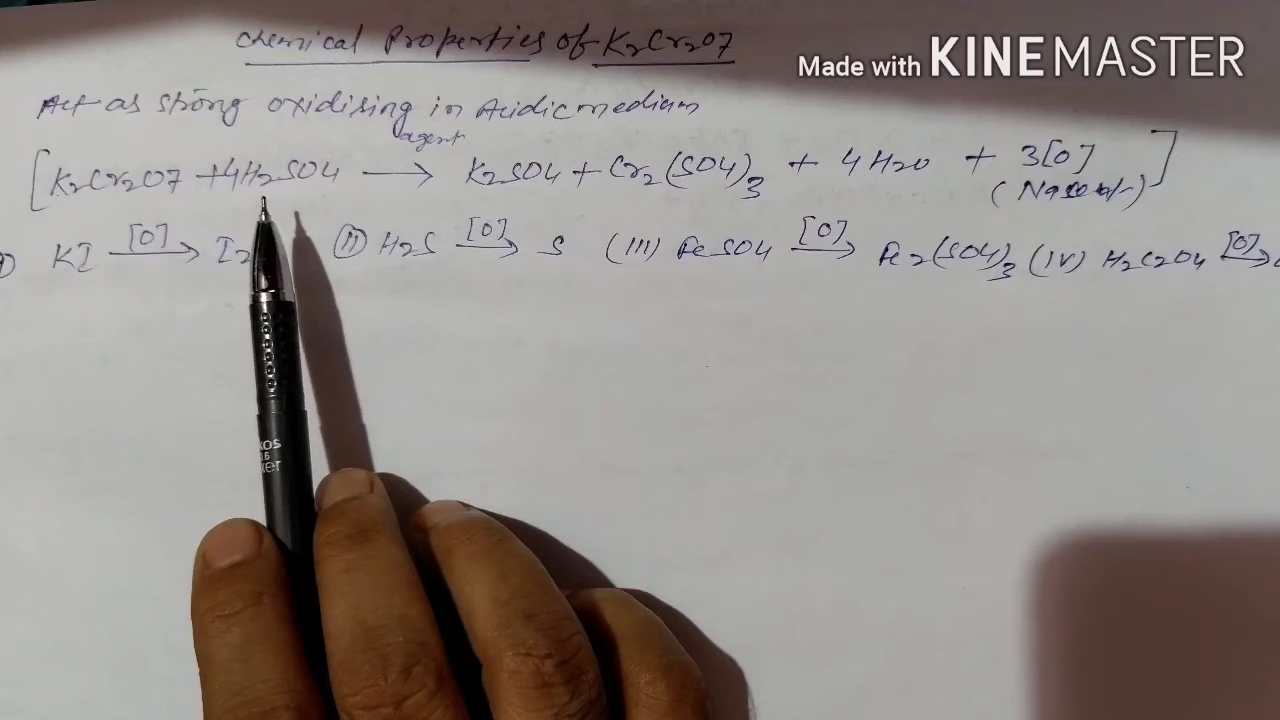 Chemical Properties of K2Cr2O7
Made with KINEMASTER
Act as strong oxidising in Acidic medium
agent
[K2Cr2O7 + 4H2SO4 → K2SO4 + Cr2(SO4)3 + 4H2O + 3[O]]
KI [O]→ I2 (II) H2S [O]→ S (III) FeSO4 [O]→ Fe2(SO4)3 (IV) H2C2O4 [O]→